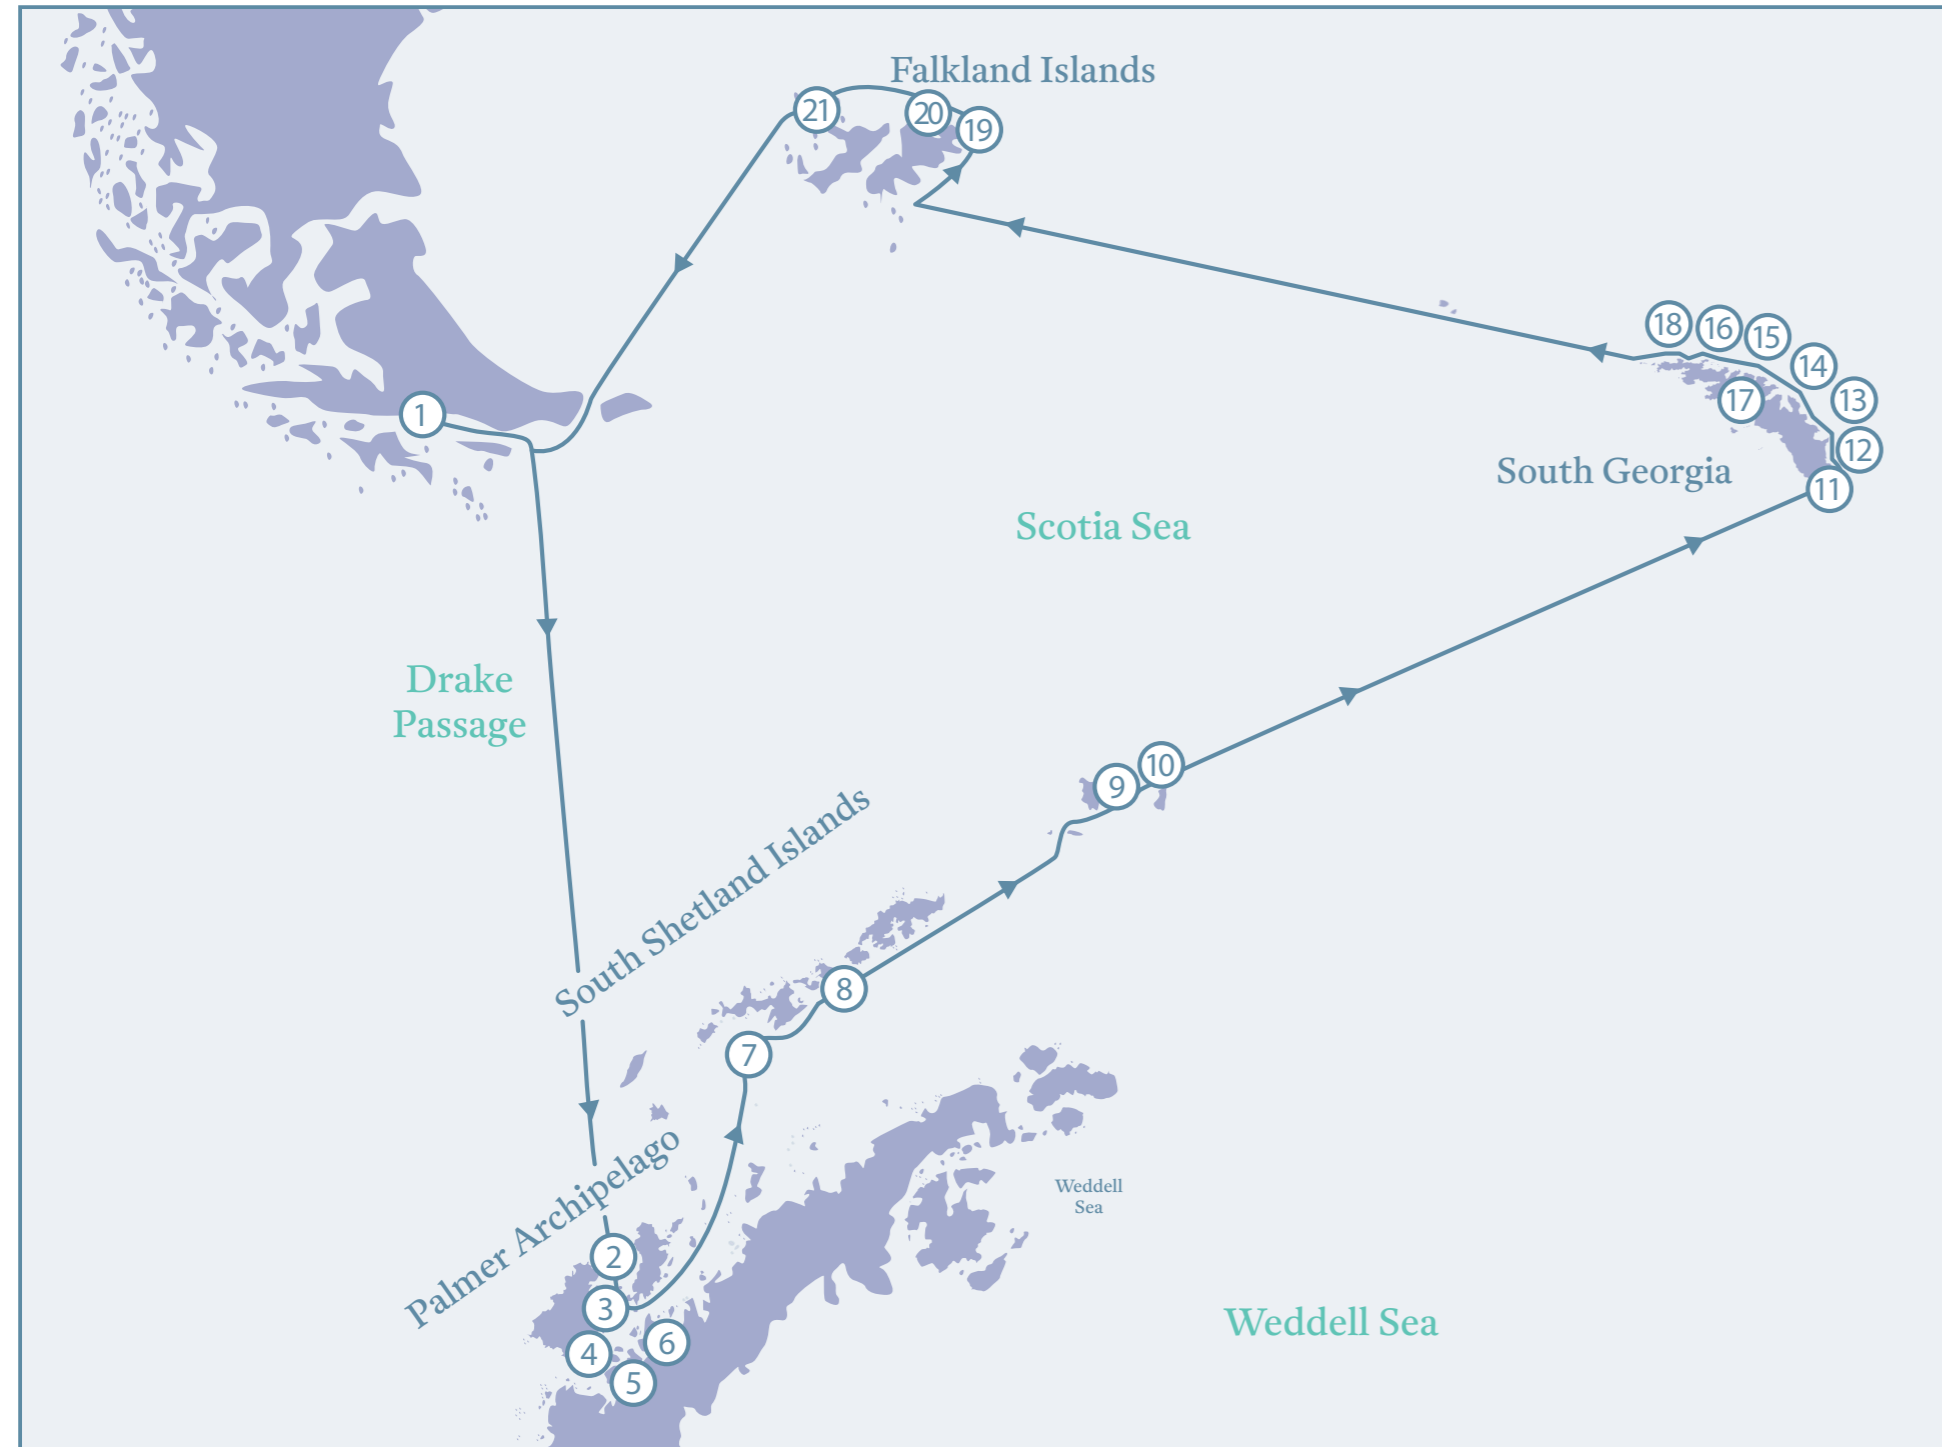 Falkland Islands
21
20
19
18
16
15
14
13
17
1
12
South Georgia
11
Scotia Sea
Drake
Passage
10
9
South Shetland Islands
8
7
Palmer Archipelago
Weddell
Sea
2
3
Weddell Sea
6
4
5